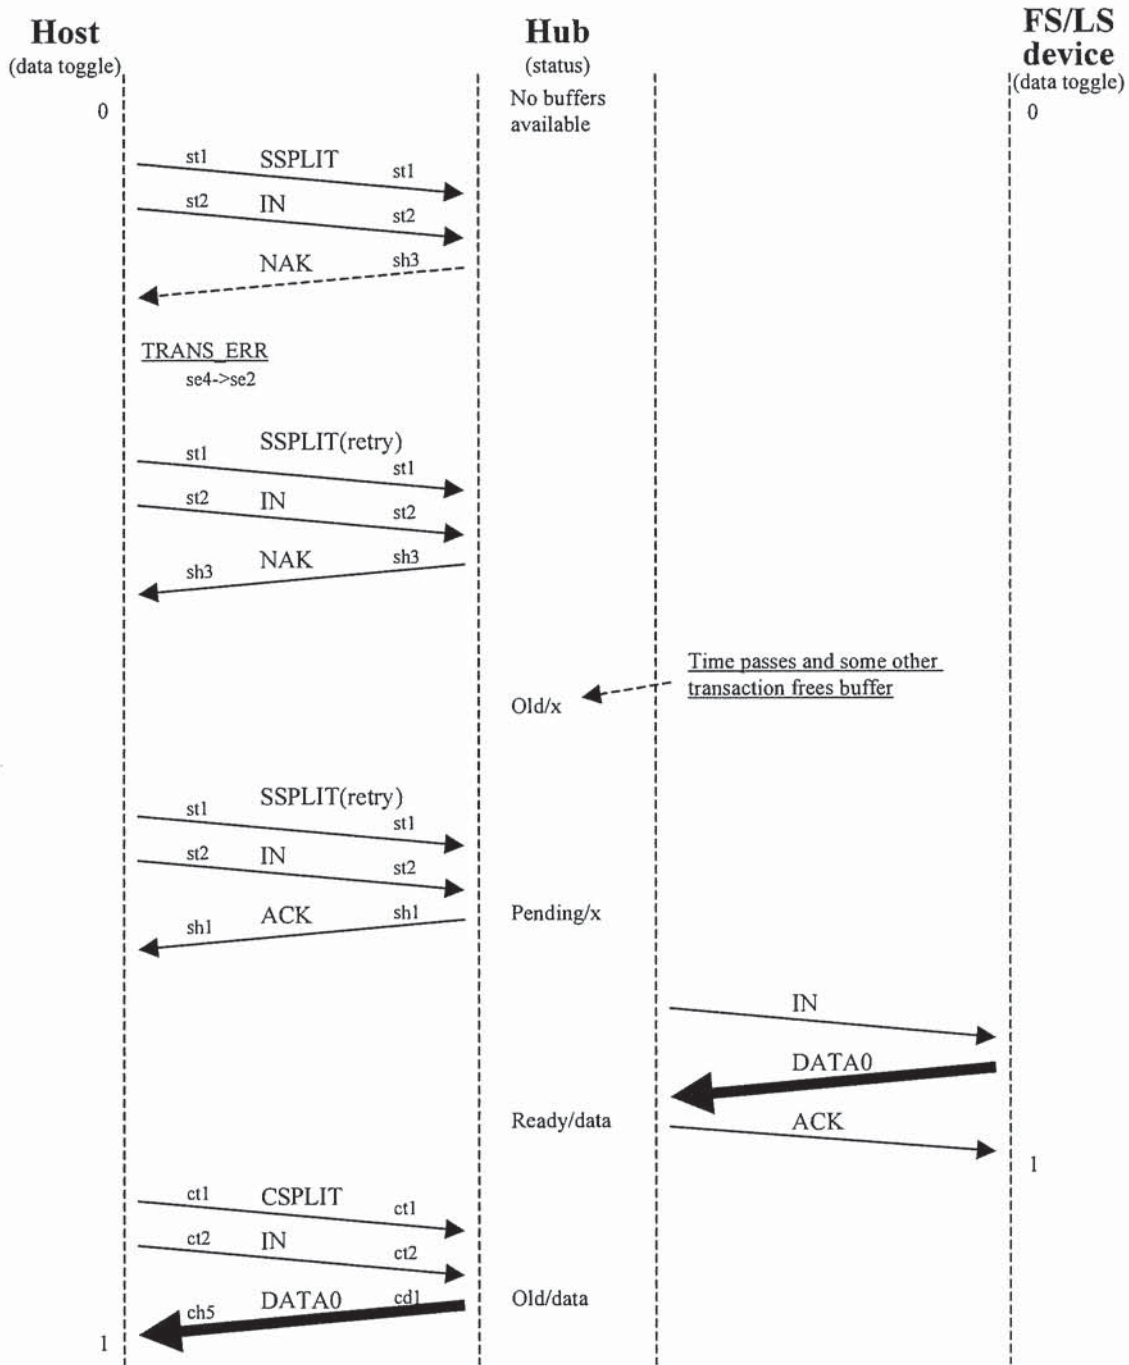 Host
(data toggle)
Hub
(status)
FS/LS
device
(data toggle)
0
No buffers
available
0
st1 SSPLIT st1
st2 IN st2
NAK sh3
TRANS_ERR
se4->se2
SSPLIT(retry)
st1 st1
st2 IN st2
NAK sh3
sh3
Time passes and some other
transaction frees buffer
Old/x
SSPLIT(retry)
st1 st1
st2 IN st2
ACK sh1 Pending/x
sh1
IN
DATA0
Ready/data ACK
1
ct1 CSPLIT ct1
ct2 IN ct2
DATA0 cd1 Old/data
ch5
1